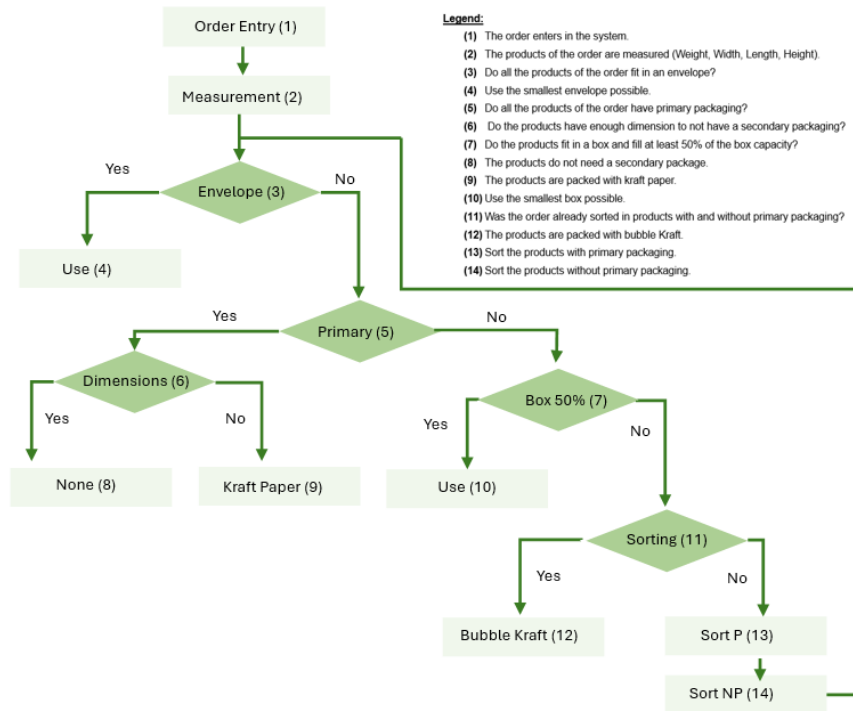 Order Entry (1)
Measurement (2)
Yes
Envelope (3)
No
Use (4)
Yes
Primary (5)
No
Dimensions (6)
Yes
No
None (8)
Kraft Paper (9)
Box 50% (7)
Yes
No
Use (10)
Sorting (11)
Yes
No
Bubble Kraft (12)
Sort P (13)
Sort NP (14)
Legend:
(1) The order enters in the system.
(2) The products of the order are measured (Weight, Width, Length, Height).
(3) Do all the products of the order fit in an envelope?
(4) Use the smallest envelope possible.
(5) Do all the products of the order have primary packaging?
(6) Do the products have enough dimension to not have a secondary packaging?
(7) Do the products fit in a box and fill at least 50% of the box capacity?
(8) The products do not need a secondary package.
(9) The products are packed with kraft paper.
(10) Use the smallest box possible.
(11) Was the order already sorted in products with and without primary packaging?
(12) The products are packed with bubble Kraft.
(13) Sort the products with primary packaging.
(14) Sort the products without primary packaging.